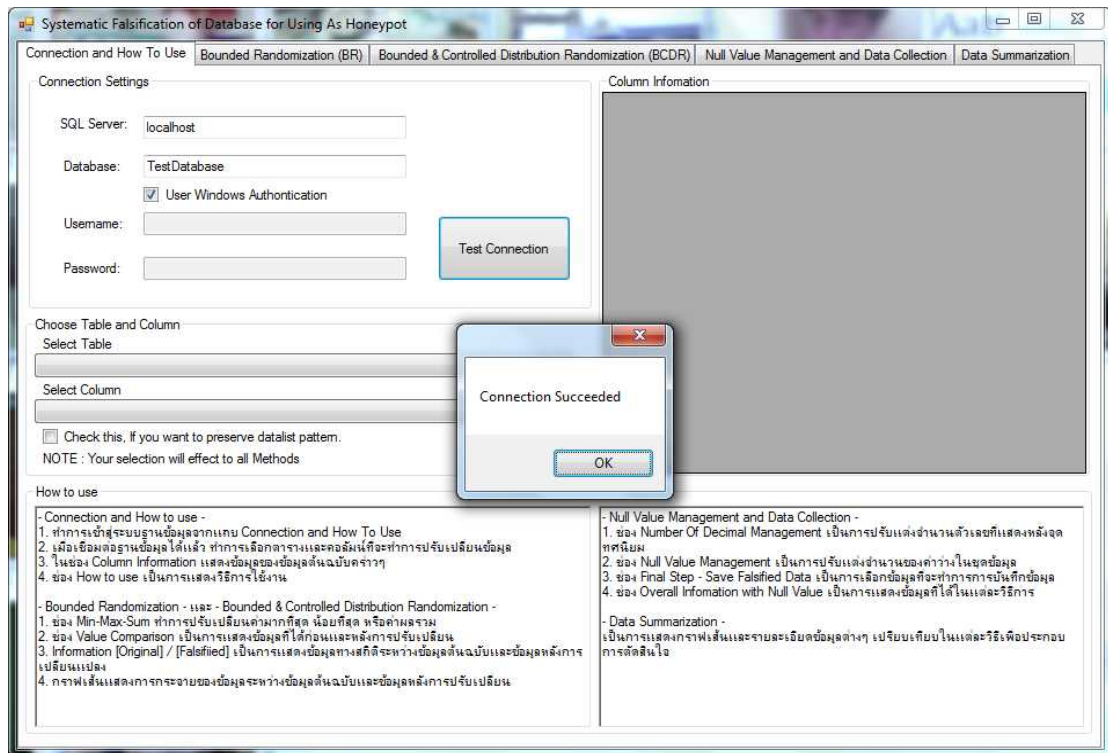 Systematic Falsification of Database for Using As Honeypot
Connection and How To Use
Bounded Randomization (BR)
Bounded & Controlled Distribution Randomization (BCDR)
Null Value Management and Data Collection
Data Summarization
Connection Settings
SQL Server:
localhost
Database:
TestDatabase
User Windows Authontication
Username:
Password:
Test Connection
Column Infomation
Choose Table and Column
Select Table
Select Column
Check this, If you want to preserve datalist pattern.
NOTE : Your selection will effect to all Methods
Connection Succeeded
OK
How to use
- Connection and How to use -
1. ทำการเข้าสู่ระบบฐานข้อมูลจากแถบ Connection and How To Use
2. เมื่อเชื่อมต่อฐานข้อมูลได้แล้ว ทำการเลือกตารางและคอลัมน์ที่จะทำการปรับเปลี่ยนข้อมูล
3. ในช่อง Column Information แสดงข้อมูลของข้อมูลต้นฉบับคร่าวๆ
4. ช่อง How to use เป็นการแสดงวิธีการใช้งาน
- Bounded Randomization - และ - Bounded & Controlled Distribution Randomization -
1. ช่อง Min-Max-Sum ทำการปรับเปลี่ยนค่ามากที่สุด น้อยที่สุด หรือค่าผลรวม
2. ช่อง Value Comparison เป็นการแสดงข้อมูลที่ได้ก่อนและหลังการปรับเปลี่ยน
3. Information [Original] / [Falsifiied] เป็นการแสดงข้อมูลทางสถิติระหว่างข้อมูลต้นฉบับและข้อมูลหลังการ
เปลี่ยนแปลง
4. กราฟเส้นแสดงการกระจายของข้อมูลระหว่างข้อมูลต้นฉบับและข้อมูลหลังการปรับเปลี่ยน
- Null Value Management and Data Collection -
1. ช่อง Number Of Decimal Management เป็นการปรับแต่งจำนวนตัวเลขที่แสดงหลังจุด
ทศนิยม
2. ช่อง Null Value Management เป็นการปรับแต่งจำนวนของค่าว่างในชุดข้อมูล
3. ช่อง Final Step - Save Falsified Data เป็นการเลือกข้อมูลที่จะทำการการบันทึกข้อมูล
4. ช่อง Overall Infomation with Null Value เป็นการแสดงข้อมูลที่ได้ในแต่ละวิธีการ
- Data Summarization -
เป็นการแสดงกราฟเส้นและรายละเอียดข้อมูลต่างๆ เปรียบเทียบในแต่ละวิธีเพื่อประกอบ
การตัดสินใจ